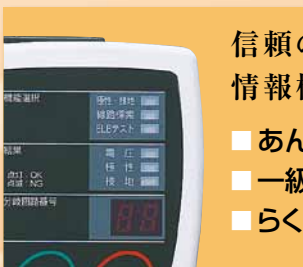 信頼の
情報機
■あん
■一級
■らく
機能選択
極性・接地
線路探索
ELBテスト
結果
電 圧
極 性
接 地
点灯：OK
点滅：NG
分岐回路番号
88